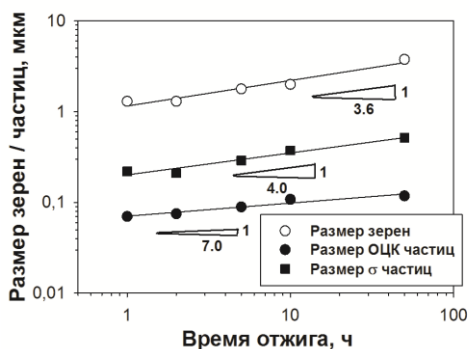 Размер зерен / частиц, мкм
10
1
0,1
0,01
1
3.6
1
4.0
1
7.0
Размер зерен
Размер ОЦК частиц
Размер σ частиц
1
10
100
Время отжига, ч